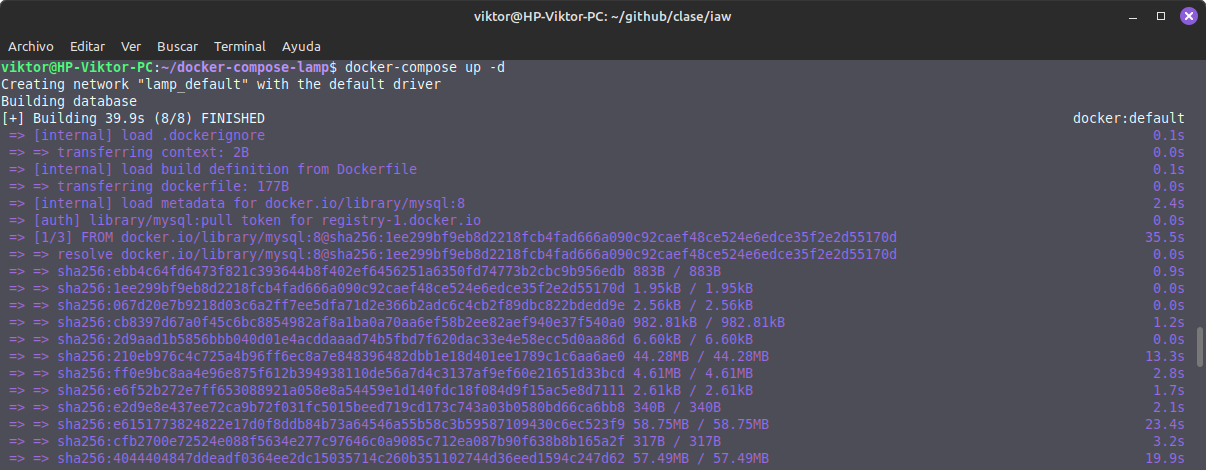 viktor@HP-Viktor-PC: ~/github/clase/iaw
Archivo Editar Ver Buscar Terminal Ayuda
viktor@HP-Viktor-PC:~/docker-compose-lamp$ docker-compose up -d
Creating network "lamp_default" with the default driver
Building database
[+] Building 39.9s (8/8) FINISHED docker:default
=> [internal] load .dockerignore 0.1s
=> => transferring context: 2B 0.0s
=> [internal] load build definition from Dockerfile 0.1s
=> => transferring dockerfile: 177B 0.0s
=> [internal] load metadata for docker.io/library/mysql:8 2.4s
=> [auth] library/mysql:pull token for registry-1.docker.io 0.0s
=> [1/3] FROM docker.io/library/mysql:8@sha256:1ee299bf9eb8d2218fcb4fad666a090c92caef48ce524e6edce35f2e2d55170d 35.5s
=> => resolve docker.io/library/mysql:8@sha256:1ee299bf9eb8d2218fcb4fad666a090c92caef48ce524e6edce35f2e2d55170d 0.0s
=> => sha256:ebb4c64fd6473f821c393644b8f402ef6456251a6350fd74773b2cbc9b956edb 883B / 883B 0.9s
=> => sha256:1ee299bf9eb8d2218fcb4fad666a090c92caef48ce524e6edce35f2e2d55170d 1.95kB / 1.95kB 0.0s
=> => sha256:067d20e7b9218d03c6a2ff7ee5dfa71d2e366b2adc6c4cb2f89dbc822bdedd9e 2.56kB / 2.56kB 0.0s
=> => sha256:cb8397d67a0f45c6bc8854982af8a1ba0a70aa6ef58b2ee82aef940e37f540a0 982.81kB / 982.81kB 1.2s
=> => sha256:2d9aad1b5856bbb040d01e4acddaaad74b5fbd7f620dac33e4e58ecc5d0aa86d 6.60kB / 6.60kB 0.0s
=> => sha256:210eb976c4c725a4b96ff6ec8a7e848396482dbb1e18d401ee1789c1c6aa6ae0 44.28MB / 44.28MB 13.3s
=> => sha256:ff0e9bc8aa4e96e875f612b394938110de56a7d4c3137af9ef60e21651d33bcd 4.61MB / 4.61MB 2.8s
=> => sha256:e6f52b272e7ff653088921a058e8a54459e1d140fdc18f084d9f15ac5e8d7111 2.61kB / 2.61kB 1.7s
=> => sha256:e2d9e8e437ee72ca9b72f031fc5015beed719cd173c743a03b0580bd66ca6bb8 340B / 340B 2.1s
=> => sha256:e6151773824822e17d0f8ddb84b73a64546a55b58c3b59587109430c6ec523f9 58.75MB / 58.75MB 23.4s
=> => sha256:cfb2700e72524e088f5634e277c97646c0a9085c712ea087b90f638b8b165a2f 317B / 317B 3.2s
=> => sha256:4044404847ddeadf0364ee2dc15035714c260b351102744d36eed1594c247d62 57.49MB / 57.49MB 19.9s